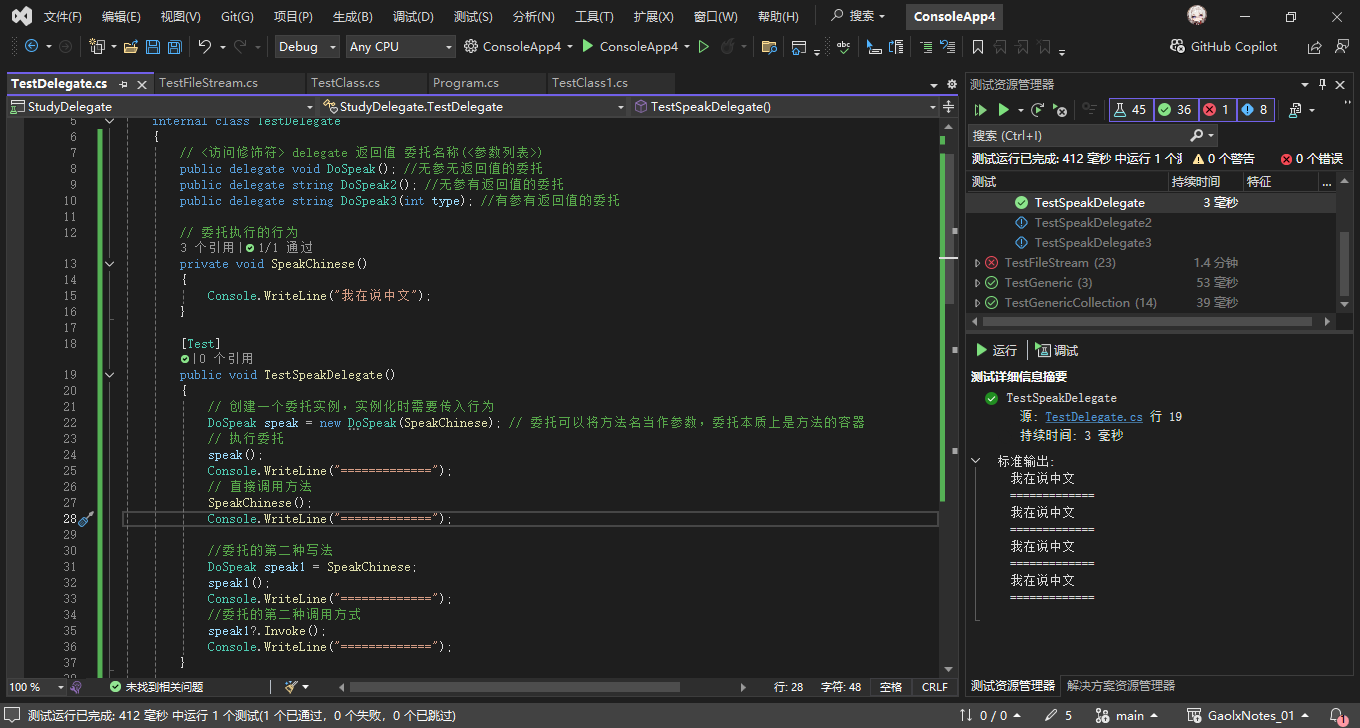 文件(F) 编辑(E) 视图(V) Git(G) 项目(P) 生成(B) 调试(D) 测试(S) 分析(N) 工具(T) 扩展(X) 窗口(W) 帮助(H) 搜索 ConsoleApp4
Debug Any CPU ConsoleApp4 ConsoleApp4 GitHub Copilot
TestDelegate.cs TestFileStream.cs TestClass.cs Program.cs TestClass1.cs
StudyDelegate StudyDelegate.TestDelegate TestSpeakDelegate()
5 internal class TestDelegate
6 {
7 // <访问修饰符> delegate 返回值 委托名称(<参数列表>)
8 public delegate void DoSpeak(); //无参无返回值的委托
9 public delegate string DoSpeak2(); //无参有返回值的委托
10 public delegate string DoSpeak3(int type); //有参有返回值的委托
11
12 // 委托执行的行为
3 个引用 | 1/1 通过
13 private void SpeakChinese()
14 {
15 Console.WriteLine("我在说中文");
16 }
17
18 [Test]
|0 个引用
19 public void TestSpeakDelegate()
20 {
21 // 创建一个委托实例，实例化时需要传入行为
22 DoSpeak speak = new DoSpeak(SpeakChinese); // 委托可以将方法名当作参数，委托本质上是方法的容器
23 // 执行委托
24 speak();
25 Console.WriteLine("=============");
26 // 直接调用方法
27 SpeakChinese();
28 Console.WriteLine("=============");
29
30 //委托的第二种写法
31 DoSpeak speak1 = SpeakChinese;
32 speak1();
33 Console.WriteLine("=============");
34 //委托的第二种调用方式
35 speak1?.Invoke();
36 Console.WriteLine("=============");
37 }
100 % 未找到相关问题 行: 28 字符: 48 空格 CRLF
测试资源管理器
45 36 1 8
搜索 (Ctrl+I)
测试运行已完成: 412 毫秒 中运行 1 个 0 个警告 0 个错误
测试 持续时间 特征 ...
TestSpeakDelegate 3 毫秒
TestSpeakDelegate2
TestSpeakDelegate3
TestFileStream (23) 1.4 分钟
TestGeneric (3) 53 毫秒
TestGenericCollection (14) 39 毫秒
运行 调试
测试详细信息摘要
TestSpeakDelegate
源: TestDelegate.cs 行 19
持续时间: 3 毫秒
标准输出:
我在说中文
=============
我在说中文
=============
我在说中文
=============
我在说中文
=============
测试资源管理器 解决方案资源管理器
测试运行已完成: 412 毫秒 中运行 1 个测试(1 个已通过，0 个失败，0 个已跳过) 0 / 0 5 main GaolxNotes_01 1